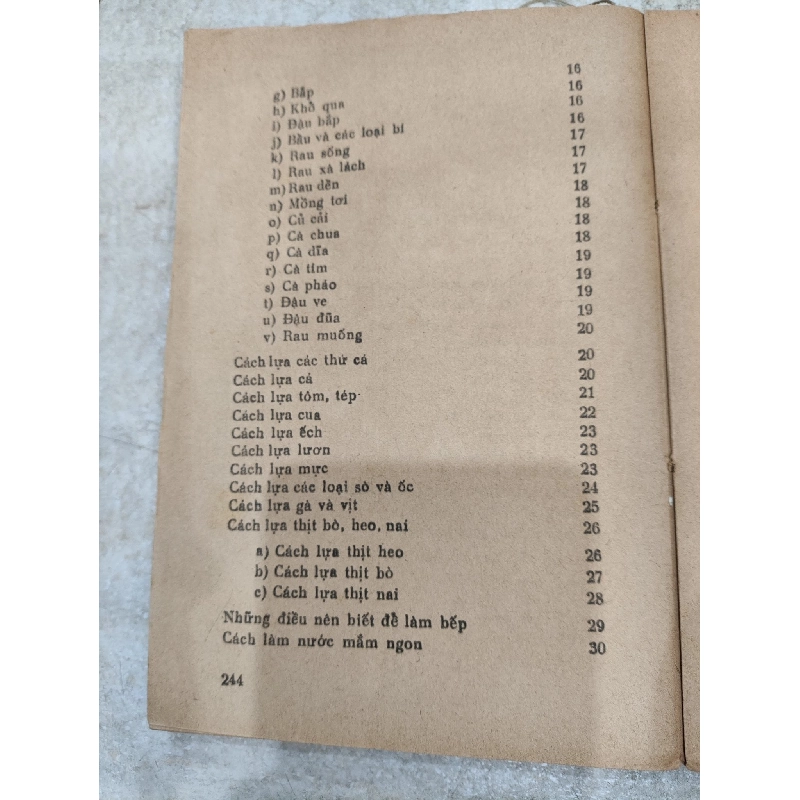 g) Bắp 16
h) Khổ qua 16
i) Đậu bắp 16
j) Bầu và các loại bí 16
k) Rau sống 17
l) Rau xà lách 17
m) Rau dền 17
n) Mồng tơi 18
o) Củ cải 18
p) Cà chua 18
q) Cà dĩa 18
r) Cà tím 19
s) Cà pháo 19
t) Đậu ve 19
u) Đậu đũa 19
v) Rau muống 20
Cách lựa các thứ cá 20
Cách lựa cá 20
Cách lựa tôm, tép 21
Cách lựa cua 22
Cách lựa ếch 23
Cách lựa lươn 23
Cách lựa mực 23
Cách lựa các loại sò và ốc 24
Cách lựa gà và vịt 25
Cách lựa thịt bò, heo, nai 26
a) Cách lựa thịt heo 26
b) Cách lựa thịt bò 27
c) Cách lựa thịt nai 28
Những điều nên biết để làm bếp 29
Cách làm nước mắm ngon 30
244